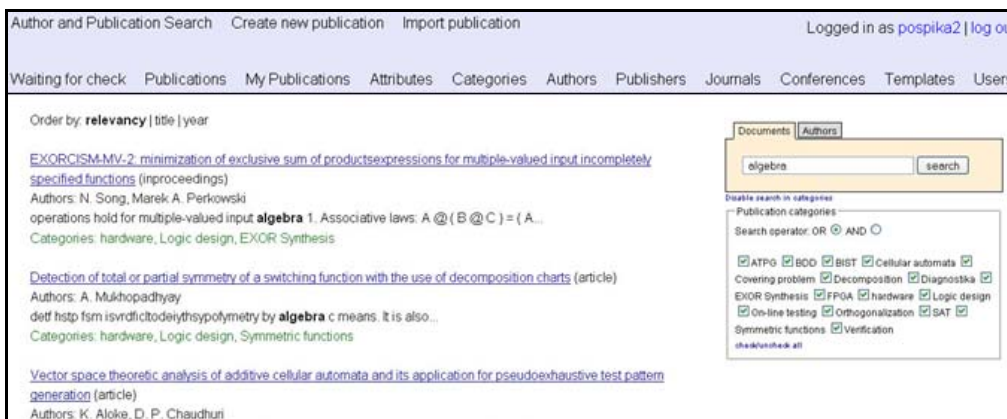 Author and Publication Search Create new publication Import publication
Logged in as pospika2 | log ou
Waiting for check Publications My Publications Attributes Categories Authors Publishers Journals Conferences Templates User
Order by: relevancy | title | year
EXORCISM-MV-2: minimization of exclusive sum of productsexpressions for multiple-valued input incompletely
specified functions (inproceedings)
Authors: N. Song, Marek A. Perkowski
operations hold for multiple-valued input algebra 1. Associative laws: A @ ( B @ C ) = ( A...
Categories: hardware, Logic design, EXOR Synthesis
Detection of total or partial symmetry of a switching function with the use of decomposition charts (article)
Authors: A. Mukhopadhyay
detf hstp fsm isvrdficltodeiythsypofymetry by algebra c means. It is also...
Categories: hardware, Logic design, Symmetric functions
Vector space theoretic analysis of additive cellular automata and its application for pseudoexhaustive test pattern
generation (article)
Authors: K. Aloke, D. P. Chaudhuri
Documents Authors
algebra search
Disable search in categories
Publication categories
Search operator: OR AND
ATPG BDD BIST Cellular automata
Covering problem Decomposition Diagnostika
EXOR Synthesis FPGA hardware Logic design
On-line testing Orthogonalization SAT
Symmetric functions Verification
check/uncheck all